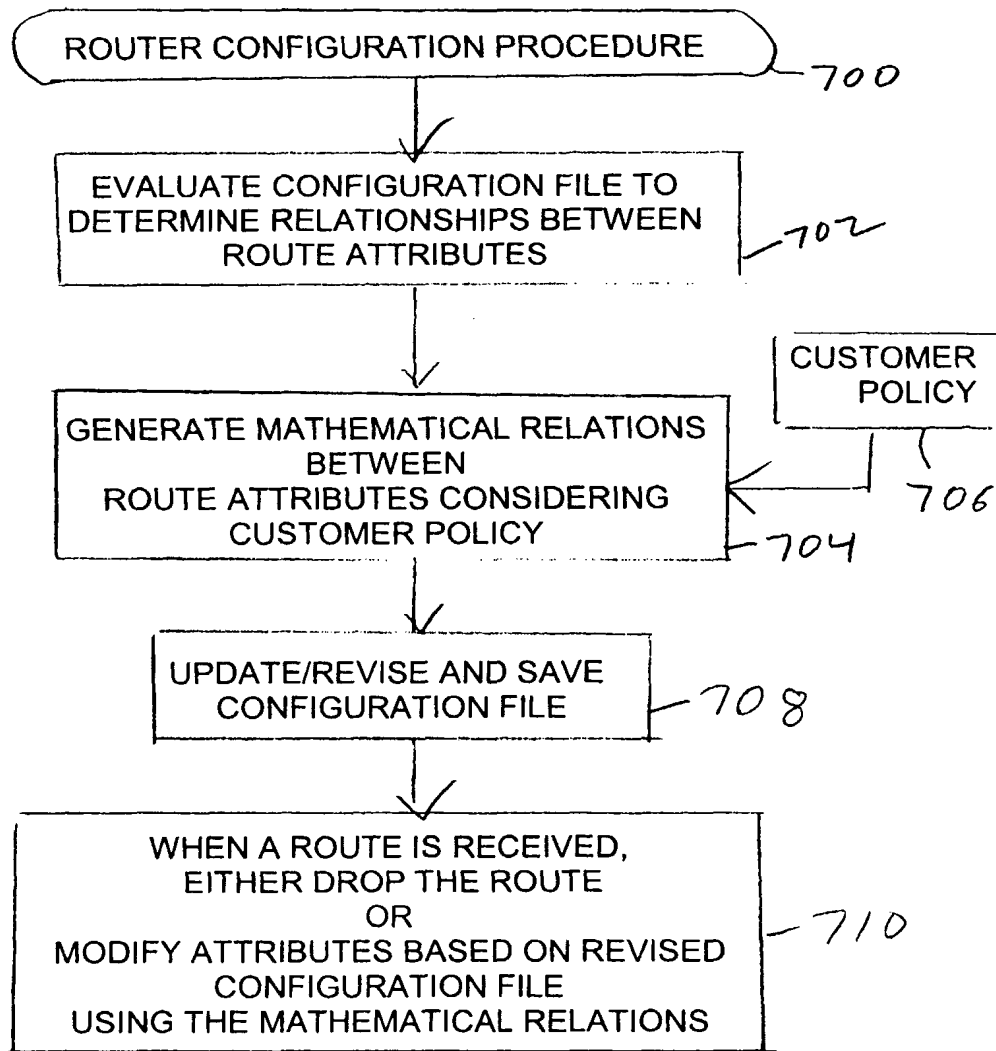 ROUTER CONFIGURATION PROCEDURE
700
EVALUATE CONFIGURATION FILE TO
DETERMINE RELATIONSHIPS BETWEEN
ROUTE ATTRIBUTES
702
CUSTOMER
POLICY
706
GENERATE MATHEMATICAL RELATIONS
BETWEEN
ROUTE ATTRIBUTES CONSIDERING
CUSTOMER POLICY
704
UPDATE/REVISE AND SAVE
CONFIGURATION FILE
708
WHEN A ROUTE IS RECEIVED,
EITHER DROP THE ROUTE
OR
MODIFY ATTRIBUTES BASED ON REVISED
CONFIGURATION FILE
USING THE MATHEMATICAL RELATIONS
710